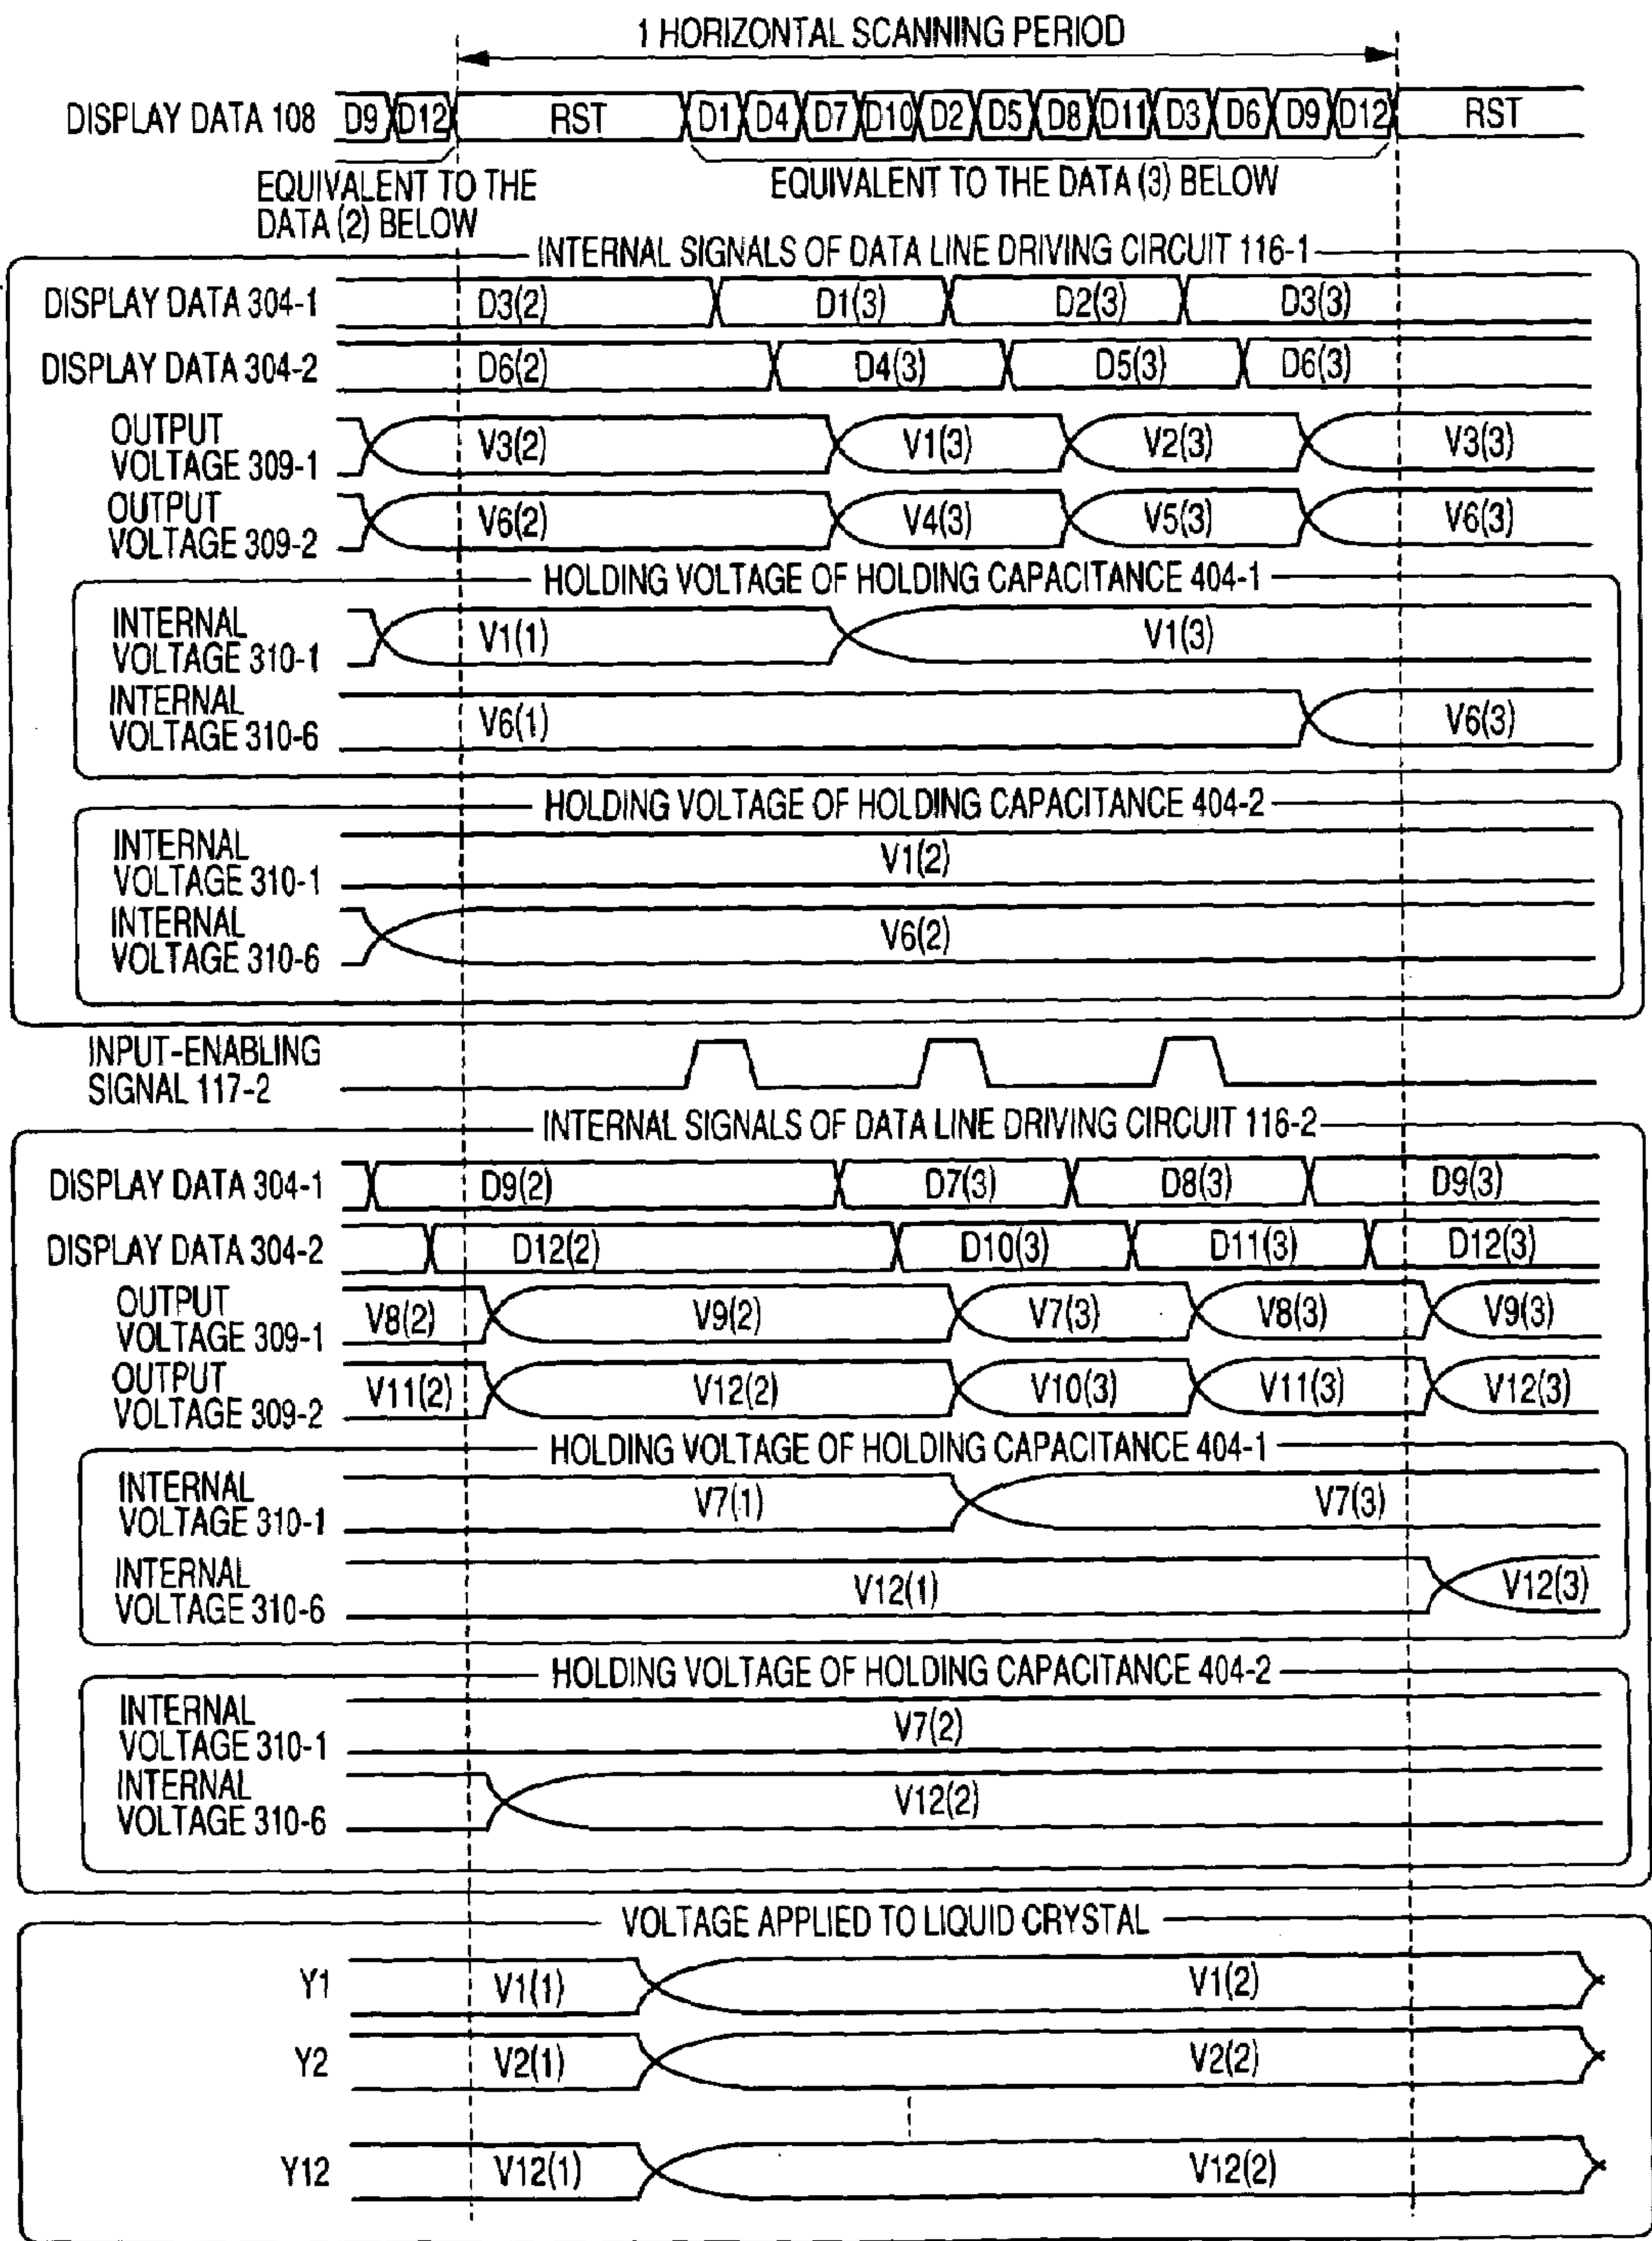 1 HORIZONTAL SCANNING PERIOD
DISPLAY DATA 108 D9 D12 RST D1 D4 D7 D10 D2 D5 D8 D11 D3 D6 D9 D12 RST
EQUIVALENT TO THE
DATA (2) BELOW
EQUIVALENT TO THE DATA (3) BELOW
INTERNAL SIGNALS OF DATA LINE DRIVING CIRCUIT 116-1
DISPLAY DATA 304-1 D3(2) D1(3) D2(3) D3(3)
DISPLAY DATA 304-2 D6(2) D4(3) D5(3) D6(3)
OUTPUT
VOLTAGE 309-1 V3(2) V1(3) V2(3) V3(3)
OUTPUT
VOLTAGE 309-2 V6(2) V4(3) V5(3) V6(3)
HOLDING VOLTAGE OF HOLDING CAPACITANCE 404-1
INTERNAL
VOLTAGE 310-1 V1(1) V1(3)
INTERNAL
VOLTAGE 310-6 V6(1) V6(3)
HOLDING VOLTAGE OF HOLDING CAPACITANCE 404-2
INTERNAL
VOLTAGE 310-1 V1(2)
INTERNAL
VOLTAGE 310-6 V6(2)
INPUT-ENABLING
SIGNAL 117-2
INTERNAL SIGNALS OF DATA LINE DRIVING CIRCUIT 116-2
DISPLAY DATA 304-1 D9(2) D7(3) D8(3) D9(3)
DISPLAY DATA 304-2 D12(2) D10(3) D11(3) D12(3)
OUTPUT
VOLTAGE 309-1 V8(2) V9(2) V7(3) V8(3) V9(3)
OUTPUT
VOLTAGE 309-2 V11(2) V12(2) V10(3) V11(3) V12(3)
HOLDING VOLTAGE OF HOLDING CAPACITANCE 404-1
INTERNAL
VOLTAGE 310-1 V7(1) V7(3)
INTERNAL
VOLTAGE 310-6 V12(1) V12(3)
HOLDING VOLTAGE OF HOLDING CAPACITANCE 404-2
INTERNAL
VOLTAGE 310-1 V7(2)
INTERNAL
VOLTAGE 310-6 V12(2)
VOLTAGE APPLIED TO LIQUID CRYSTAL
Y1 V1(1) V1(2)
Y2 V2(1) V2(2)
Y12 V12(1) V12(2)